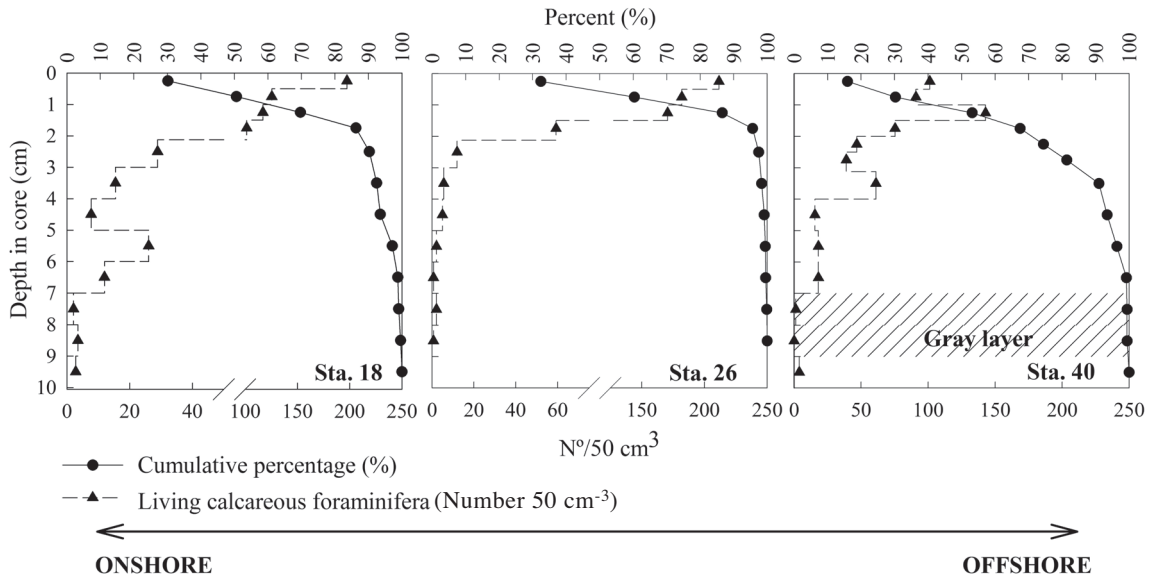 Percent (%)
0 10 20 30 40 50 60 70 80 90 100
0 10 20 30 40 50 60 70 80 90 100
0 10 20 30 40 50 60 70 80 90 100
Depth in core (cm)
0
1
2
3
4
5
6
7
8
9
10
Gray layer
Sta. 18
Sta. 26
Sta. 40
0 20 40 100 150 200 250
0 20 40 60 150 200 250
0 50 100 150 200 250
Nº/50 cm³
Cumulative percentage (%)
Living calcareous foraminifera (Number 50 cm⁻³)
ONSHORE OFFSHORE